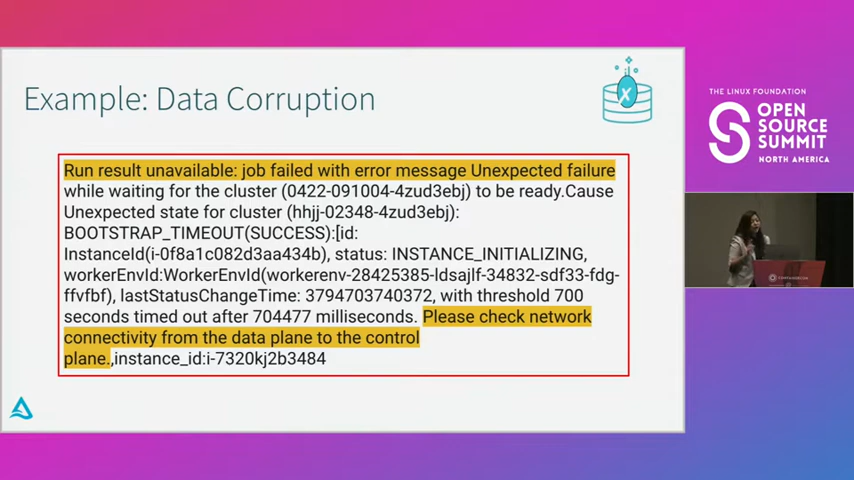 Example: Data Corruption
X
Run result unavailable: job failed with error message Unexpected failure
while waiting for the cluster (0422-091004-4zud3ebj) to be ready.Cause
Unexpected state for cluster (hhjj-02348-4zud3ebj):
BOOTSTRAP_TIMEOUT(SUCCESS):[id:
InstanceId(i-0f8a1c082d3aa434b), status: INSTANCE_INITIALIZING,
workerEnvId:WorkerEnvId(workerenv-28425385-ldsajlf-34832-sdf33-fdg-
ffvfbf), lastStatusChangeTime: 3794703740372, with threshold 700
seconds timed out after 704477 milliseconds. Please check network
connectivity from the data plane to the control
plane.,instance_id:i-7320kj2b3484
THE LINUX FOUNDATION
OPEN
SOURCE
SUMMIT
NORTH AMERICA